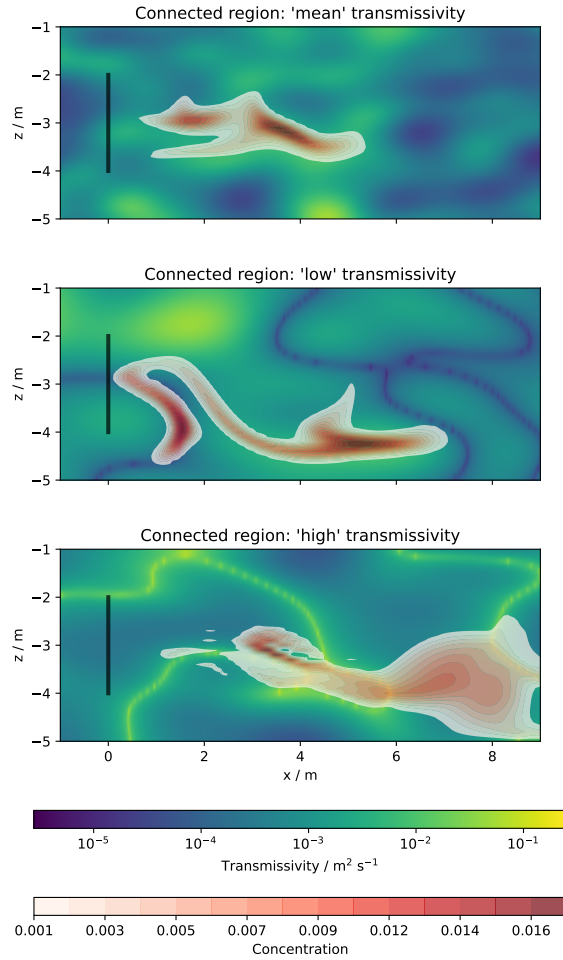 Connected region: 'mean' transmissivity
−1
−2
−3
−4
−5
z / m
Connected region: 'low' transmissivity
−1
−2
−3
−4
−5
z / m
Connected region: 'high' transmissivity
−1
−2
−3
−4
−5
z / m
0 2 4 6 8
x / m
10⁻⁵ 10⁻⁴ 10⁻³ 10⁻² 10⁻¹
Transmissivity / m² s⁻¹
0.001 0.003 0.005 0.007 0.009 0.011 0.014 0.016
Concentration